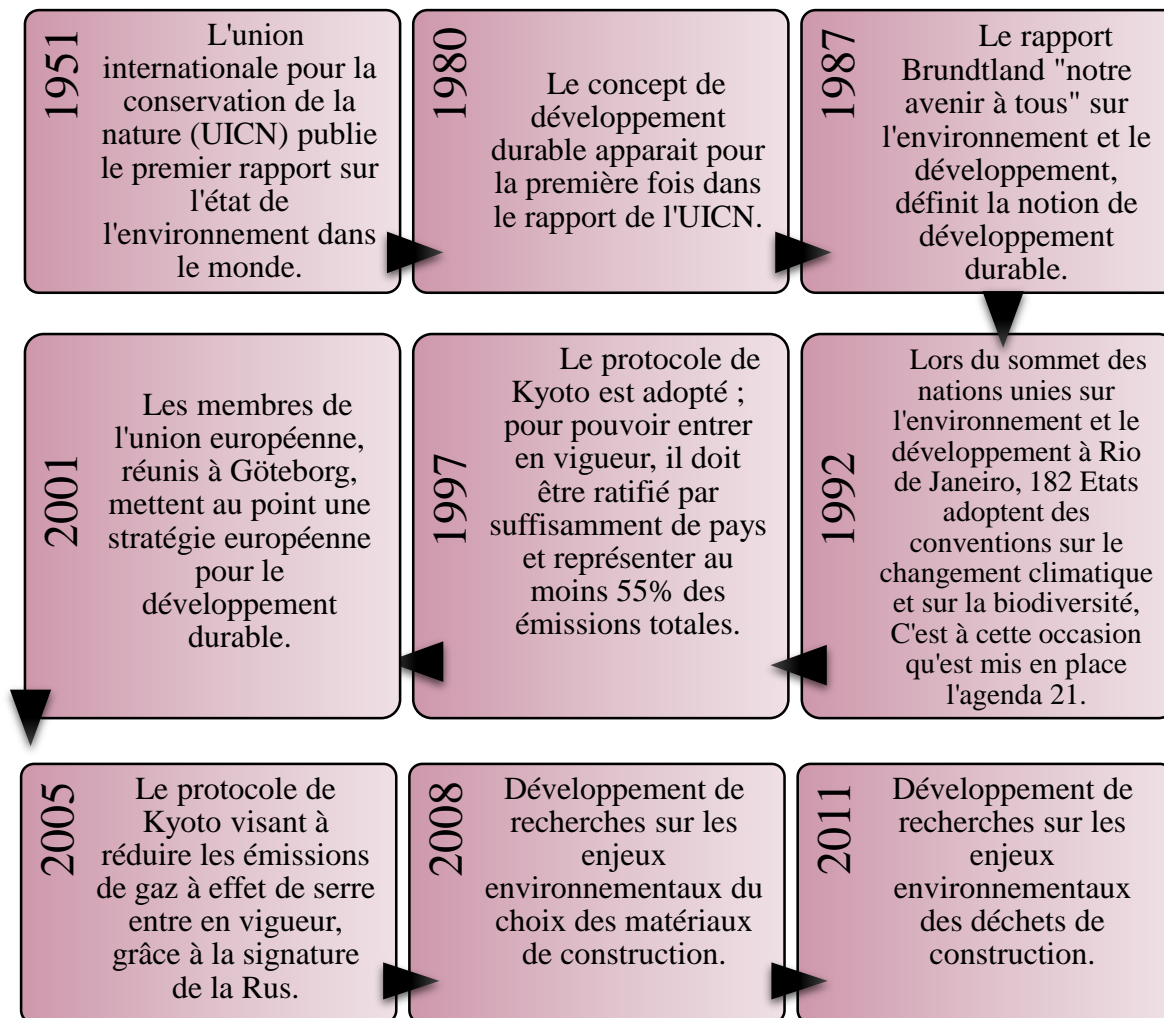 1951
L'union
internationale pour la
conservation de la
nature (UICN) publie
le premier rapport sur
l'état de
l'environnement dans
le monde.
1980
Le concept de
développement
durable apparait pour
la première fois dans
le rapport de l'UICN.
1987
Le rapport
Brundtland "notre
avenir à tous" sur
l'environnement et le
développement,
définit la notion de
développement
durable.
1992
Lors du sommet des
nations unies sur
l'environnement et le
développement à Rio
de Janeiro, 182 Etats
adoptent des
conventions sur le
changement climatique
et sur la biodiversité,
C'est à cette occasion
qu'est mis en place
l'agenda 21.
1997
Le protocole de
Kyoto est adopté ;
pour pouvoir entrer
en vigueur, il doit
être ratifié par
suffisamment de pays
et représenter au
moins 55% des
émissions totales.
2001
Les membres de
l'union européenne,
réunis à Göteborg,
mettent au point une
stratégie européenne
pour le
développement
durable.
2005
Le protocole de
Kyoto visant à
réduire les émissions
de gaz à effet de serre
entre en vigueur,
grâce à la signature
de la Rus.
2008
Développement de
recherches sur les
enjeux
environnementaux du
choix des matériaux
de construction.
2011
Développement de
recherches sur les
enjeux
environnementaux
des déchets de
construction.